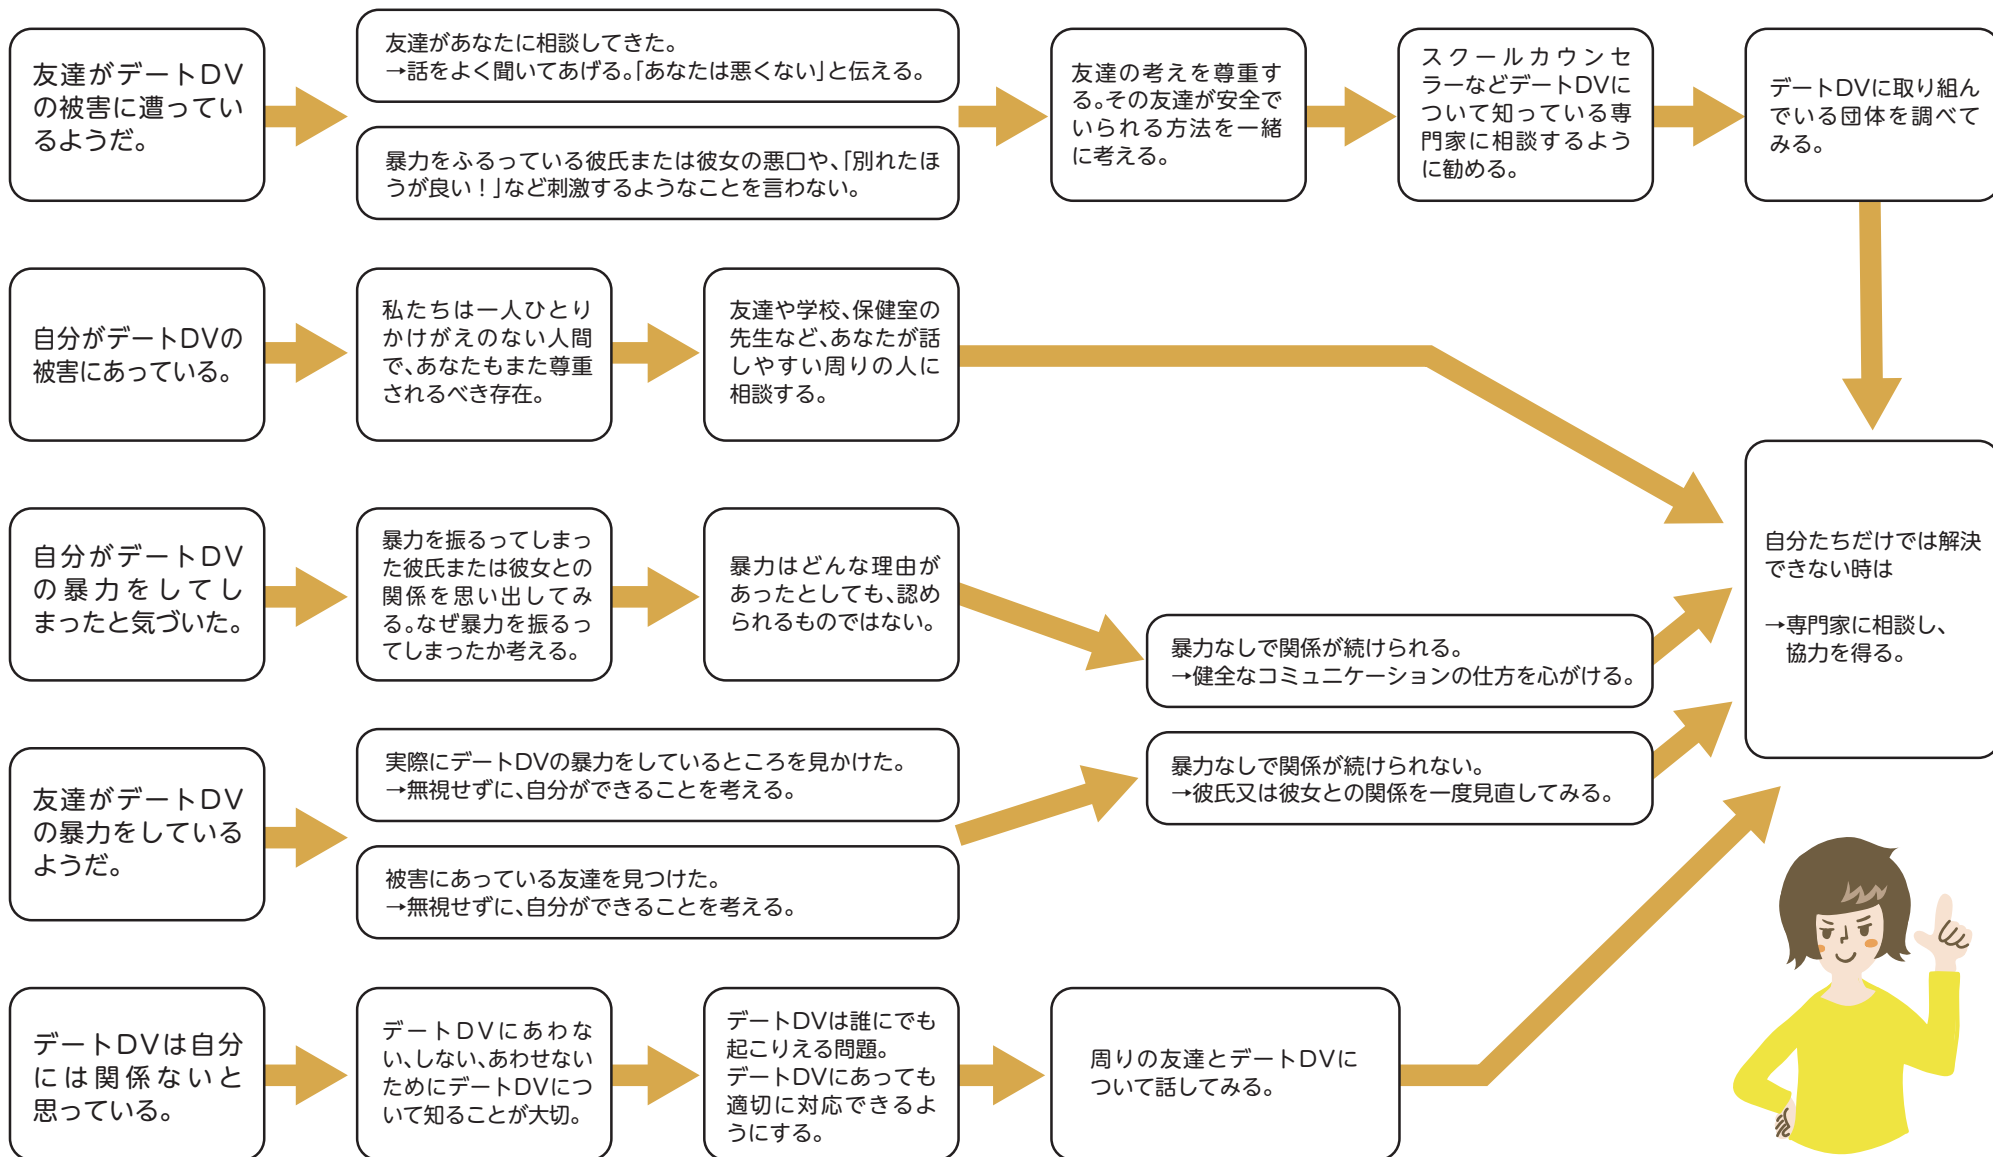 友達がデートDV
の被害に遭ってい
るようだ。
友達があなたに相談してきた。
→話をよく聞いてあげる。「あなたは悪くない」と伝える。
暴力をふるっている彼氏または彼女の悪口や、「別れたほ
うが良い！」など刺激するようなことを言わない。
友達の考えを尊重す
る。その友達が安全で
いられる方法を一緒
に考える。
スクールカウンセ
ラーなどデートDVに
ついて知っている専
門家に相談するよう
に勧める。
デートDVに取り組ん
でいる団体を調べて
みる。
自分がデートDVの
被害にあっている。
私たちは一人ひとり
かけがえのない人間
で、あなたもまた尊重
されるべき存在。
友達や学校、保健室の
先生など、あなたが話
しやすい周りの人に
相談する。
自分がデートDV
の暴力をしてし
まったと気づいた。
暴力を振るってしまっ
た彼氏または彼女との
関係を思い出してみ
る。なぜ暴力を振るっ
てしまったか考える。
暴力はどんな理由が
あったとしても、認め
られるものではない。
暴力なしで関係が続けられる。
→健全なコミュニケーションの仕方を心がける。
自分たちだけでは解決
できない時は
→専門家に相談し、
協力を得る。
友達がデートDV
の暴力をしている
ようだ。
実際にデートDVの暴力をしているところを見かけた。
→無視せずに、自分ができることを考える。
被害にあっている友達を見つけた。
→無視せずに、自分ができることを考える。
暴力なしで関係が続けられない。
→彼氏又は彼女との関係を一度見直してみる。
デートDVは自分
には関係ないと
思っている。
デートDVにあわな
い、しない、あわせない
ためにデートDVにつ
いて知ることが大切。
デートDVは誰にでも
起こりえる問題。
デートDVにあっても
適切に対応できるよ
うにする。
周りの友達とデートDVに
ついて話してみる。